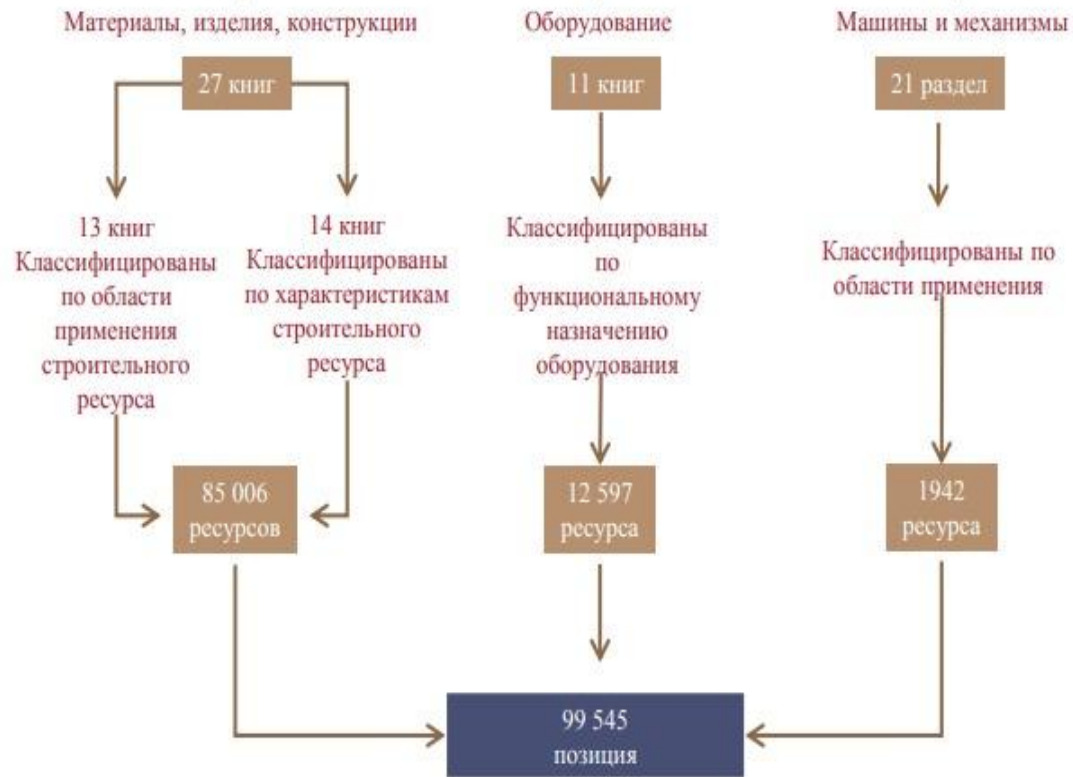 Материалы, изделия, конструкции
27 книг
13 книг
Классифицированы
по области
применения
строительного
ресурса
14 книг
Классифицированы
по характеристикам
строительного
ресурса
85 006
ресурсов
Оборудование
11 книг
Классифицированы
по
функциональному
назначению
оборудования
12 597
ресурса
Машины и механизмы
21 раздел
Классифицированы по
области применения
1942
ресурса
99 545
позиция